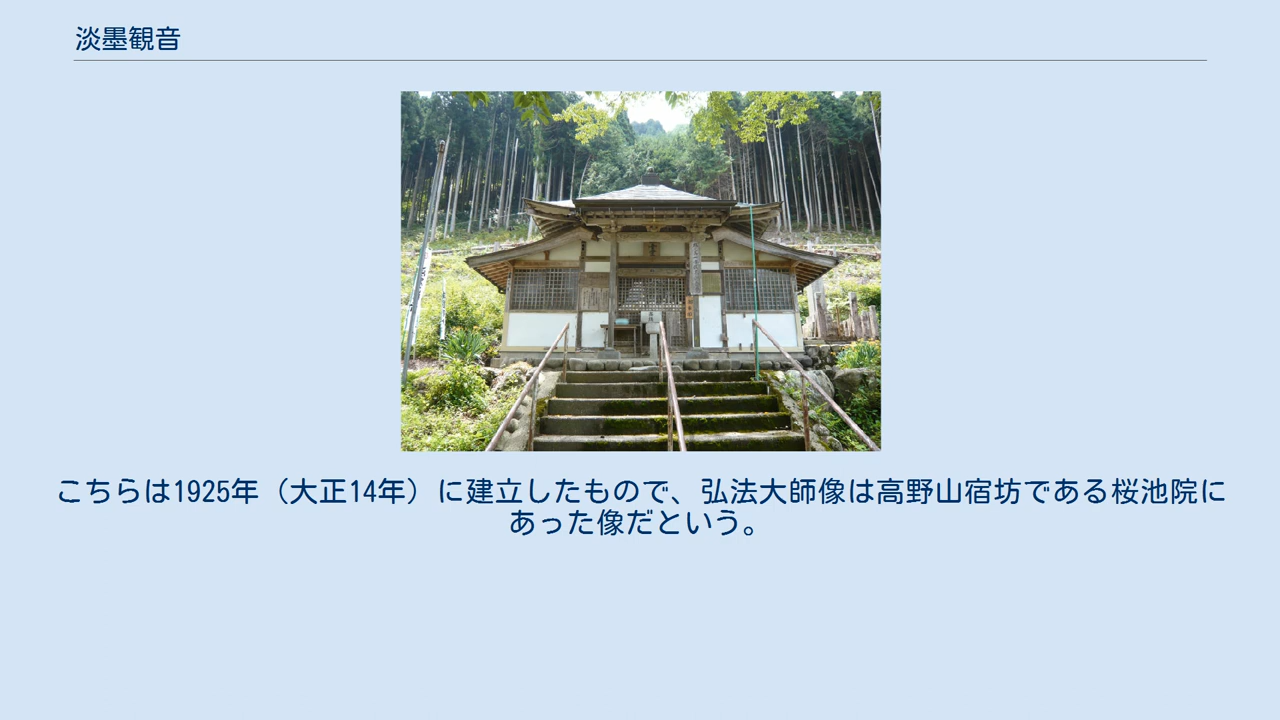 淡墨観音
こちらは1925年（大正14年）に建立したもので、弘法大師像は高野山宿坊である桜池院に
あった像だという。